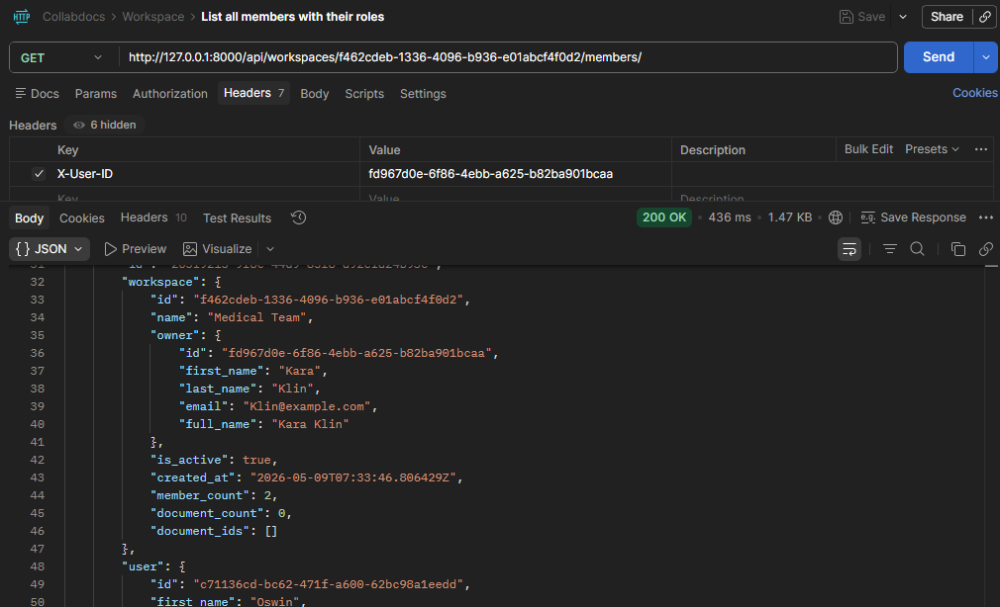 HTTP Collabdocs > Workspace > List all members with their roles Save Share
GET http://127.0.0.1:8000/api/workspaces/f462cdeb-1336-4096-b936-e01abcf4f0d2/members/ Send
Docs Params Authorization Headers 7 Body Scripts Settings Cookies
Headers 6 hidden
Key Value Description Bulk Edit Presets
X-User-ID fd967d0e-6f86-4ebb-a625-b82ba901bcaa
Key Value Description
Body Cookies Headers 10 Test Results 200 OK • 436 ms • 1.47 KB • e.g. Save Response
{} JSON Preview Visualize
32 "workspace": {
33 "id": "f462cdeb-1336-4096-b936-e01abcf4f0d2",
34 "name": "Medical Team",
35 "owner": {
36 "id": "fd967d0e-6f86-4ebb-a625-b82ba901bcaa",
37 "first_name": "Kara",
38 "last_name": "Klin",
39 "email": "Klin@example.com",
40 "full_name": "Kara Klin"
41 },
42 "is_active": true,
43 "created_at": "2026-05-09T07:33:46.806429Z",
44 "member_count": 2,
45 "document_count": 0,
46 "document_ids": []
47 },
48 "user": {
49 "id": "c71136cd-bc62-471f-a600-62bc98a1eedd",
50 "first_name": "Oswin",